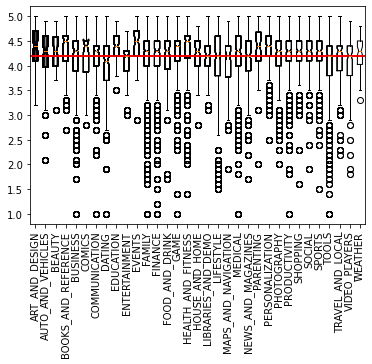 5.0
4.5
4.0
3.5
3.0
2.5
2.0
1.5
1.0
ART_AND_DESIGN
AUTO_AND_VEHICLES
BEAUTY
BOOKS_AND_REFERENCE
BUSINESS
COMICS
COMMUNICATION
DATING
EDUCATION
ENTERTAINMENT
EVENTS
FAMILY
FINANCE
FOOD_AND_DRINK
GAME
HEALTH_AND_FITNESS
HOUSE_AND_HOME
LIBRARIES_AND_DEMO
LIFESTYLE
MAPS_AND_NAVIGATION
MEDICAL
NEWS_AND_MAGAZINES
PARENTING
PERSONALIZATION
PHOTOGRAPHY
PRODUCTIVITY
SHOPPING
SOCIAL
SPORTS
TOOLS
TRAVEL_AND_LOCAL
VIDEO_PLAYERS
WEATHER